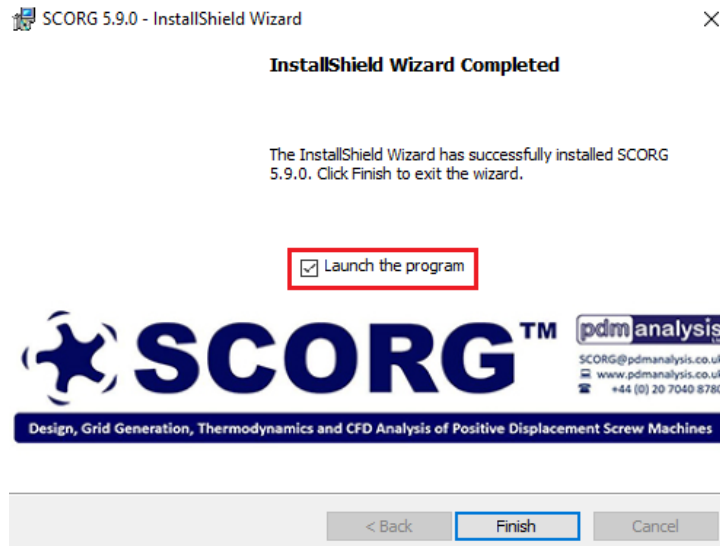 SCORG 5.9.0 - InstallShield Wizard
InstallShield Wizard Completed
The InstallShield Wizard has successfully installed SCORG
5.9.0. Click Finish to exit the wizard.
Launch the program
SCORG™
pdm analysis
SCORG@pdmanalysis.co.uk
www.pdmanalysis.co.uk
+44 (0) 20 7040 8780
Design, Grid Generation, Thermodynamics and CFD Analysis of Positive Displacement Screw Machines
< Back
Finish
Cancel